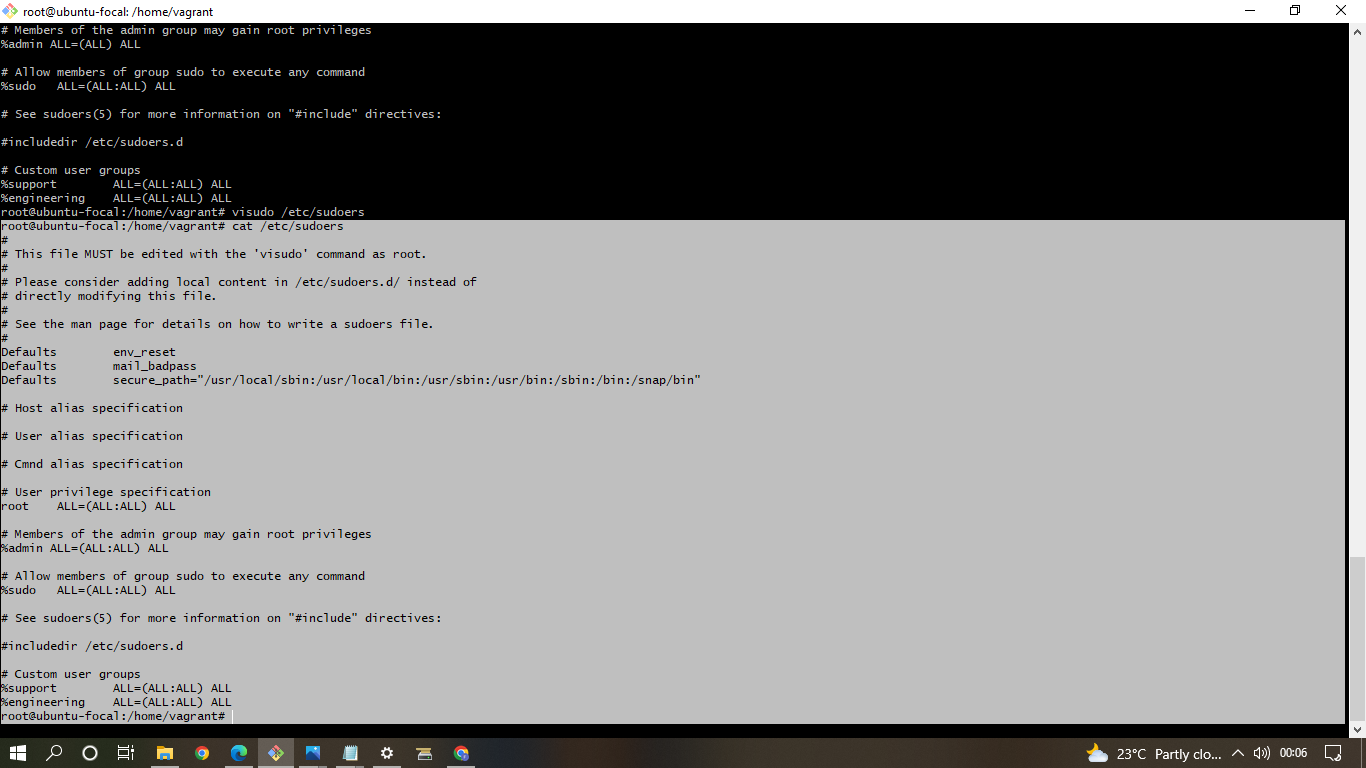 root@ubuntu-focal: /home/vagrant
# Members of the admin group may gain root privileges
%admin ALL=(ALL) ALL

# Allow members of group sudo to execute any command
%sudo   ALL=(ALL:ALL) ALL

# See sudoers(5) for more information on "#include" directives:

#includedir /etc/sudoers.d

# Custom user groups
%support        ALL=(ALL:ALL) ALL
%engineering    ALL=(ALL:ALL) ALL
root@ubuntu-focal:/home/vagrant# visudo /etc/sudoers
root@ubuntu-focal:/home/vagrant# cat /etc/sudoers
#
# This file MUST be edited with the 'visudo' command as root.
#
# Please consider adding local content in /etc/sudoers.d/ instead of
# directly modifying this file.
#
# See the man page for details on how to write a sudoers file.
#
Defaults        env_reset
Defaults        mail_badpass
Defaults        secure_path="/usr/local/sbin:/usr/local/bin:/usr/sbin:/usr/bin:/sbin:/bin:/snap/bin"

# Host alias specification

# User alias specification

# Cmnd alias specification

# User privilege specification
root    ALL=(ALL:ALL) ALL

# Members of the admin group may gain root privileges
%admin ALL=(ALL:ALL) ALL

# Allow members of group sudo to execute any command
%sudo   ALL=(ALL:ALL) ALL

# See sudoers(5) for more information on "#include" directives:

#includedir /etc/sudoers.d

# Custom user groups
%support        ALL=(ALL:ALL) ALL
%engineering    ALL=(ALL:ALL) ALL
root@ubuntu-focal:/home/vagrant#
23°C Partly clo... 00:06